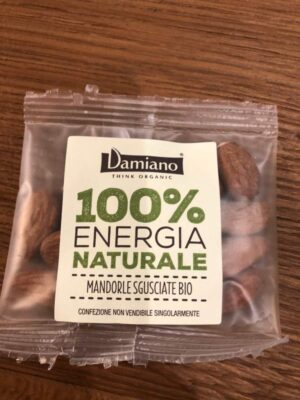 Damiano
THINK ORGANIC
100%
ENERGIA
NATURALE
MANDORLE SGUSCIATE BIO
CONFEZIONE NON VENDIBILE SINGOLARMENTE